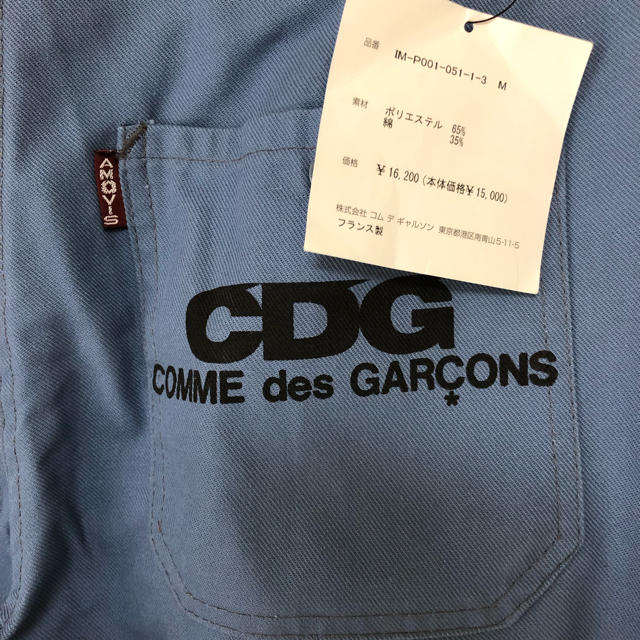 品番 IM-P001-051-1-3 M
素材 ポリエステル 65%
綿 35%
価格 ¥16,200(本体価格¥15,000)
株式会社 コム デ ギャルソン 東京都港区南青山5-11-5
フランス製
AMOVIS
CDG
COMME des GARÇONS
*